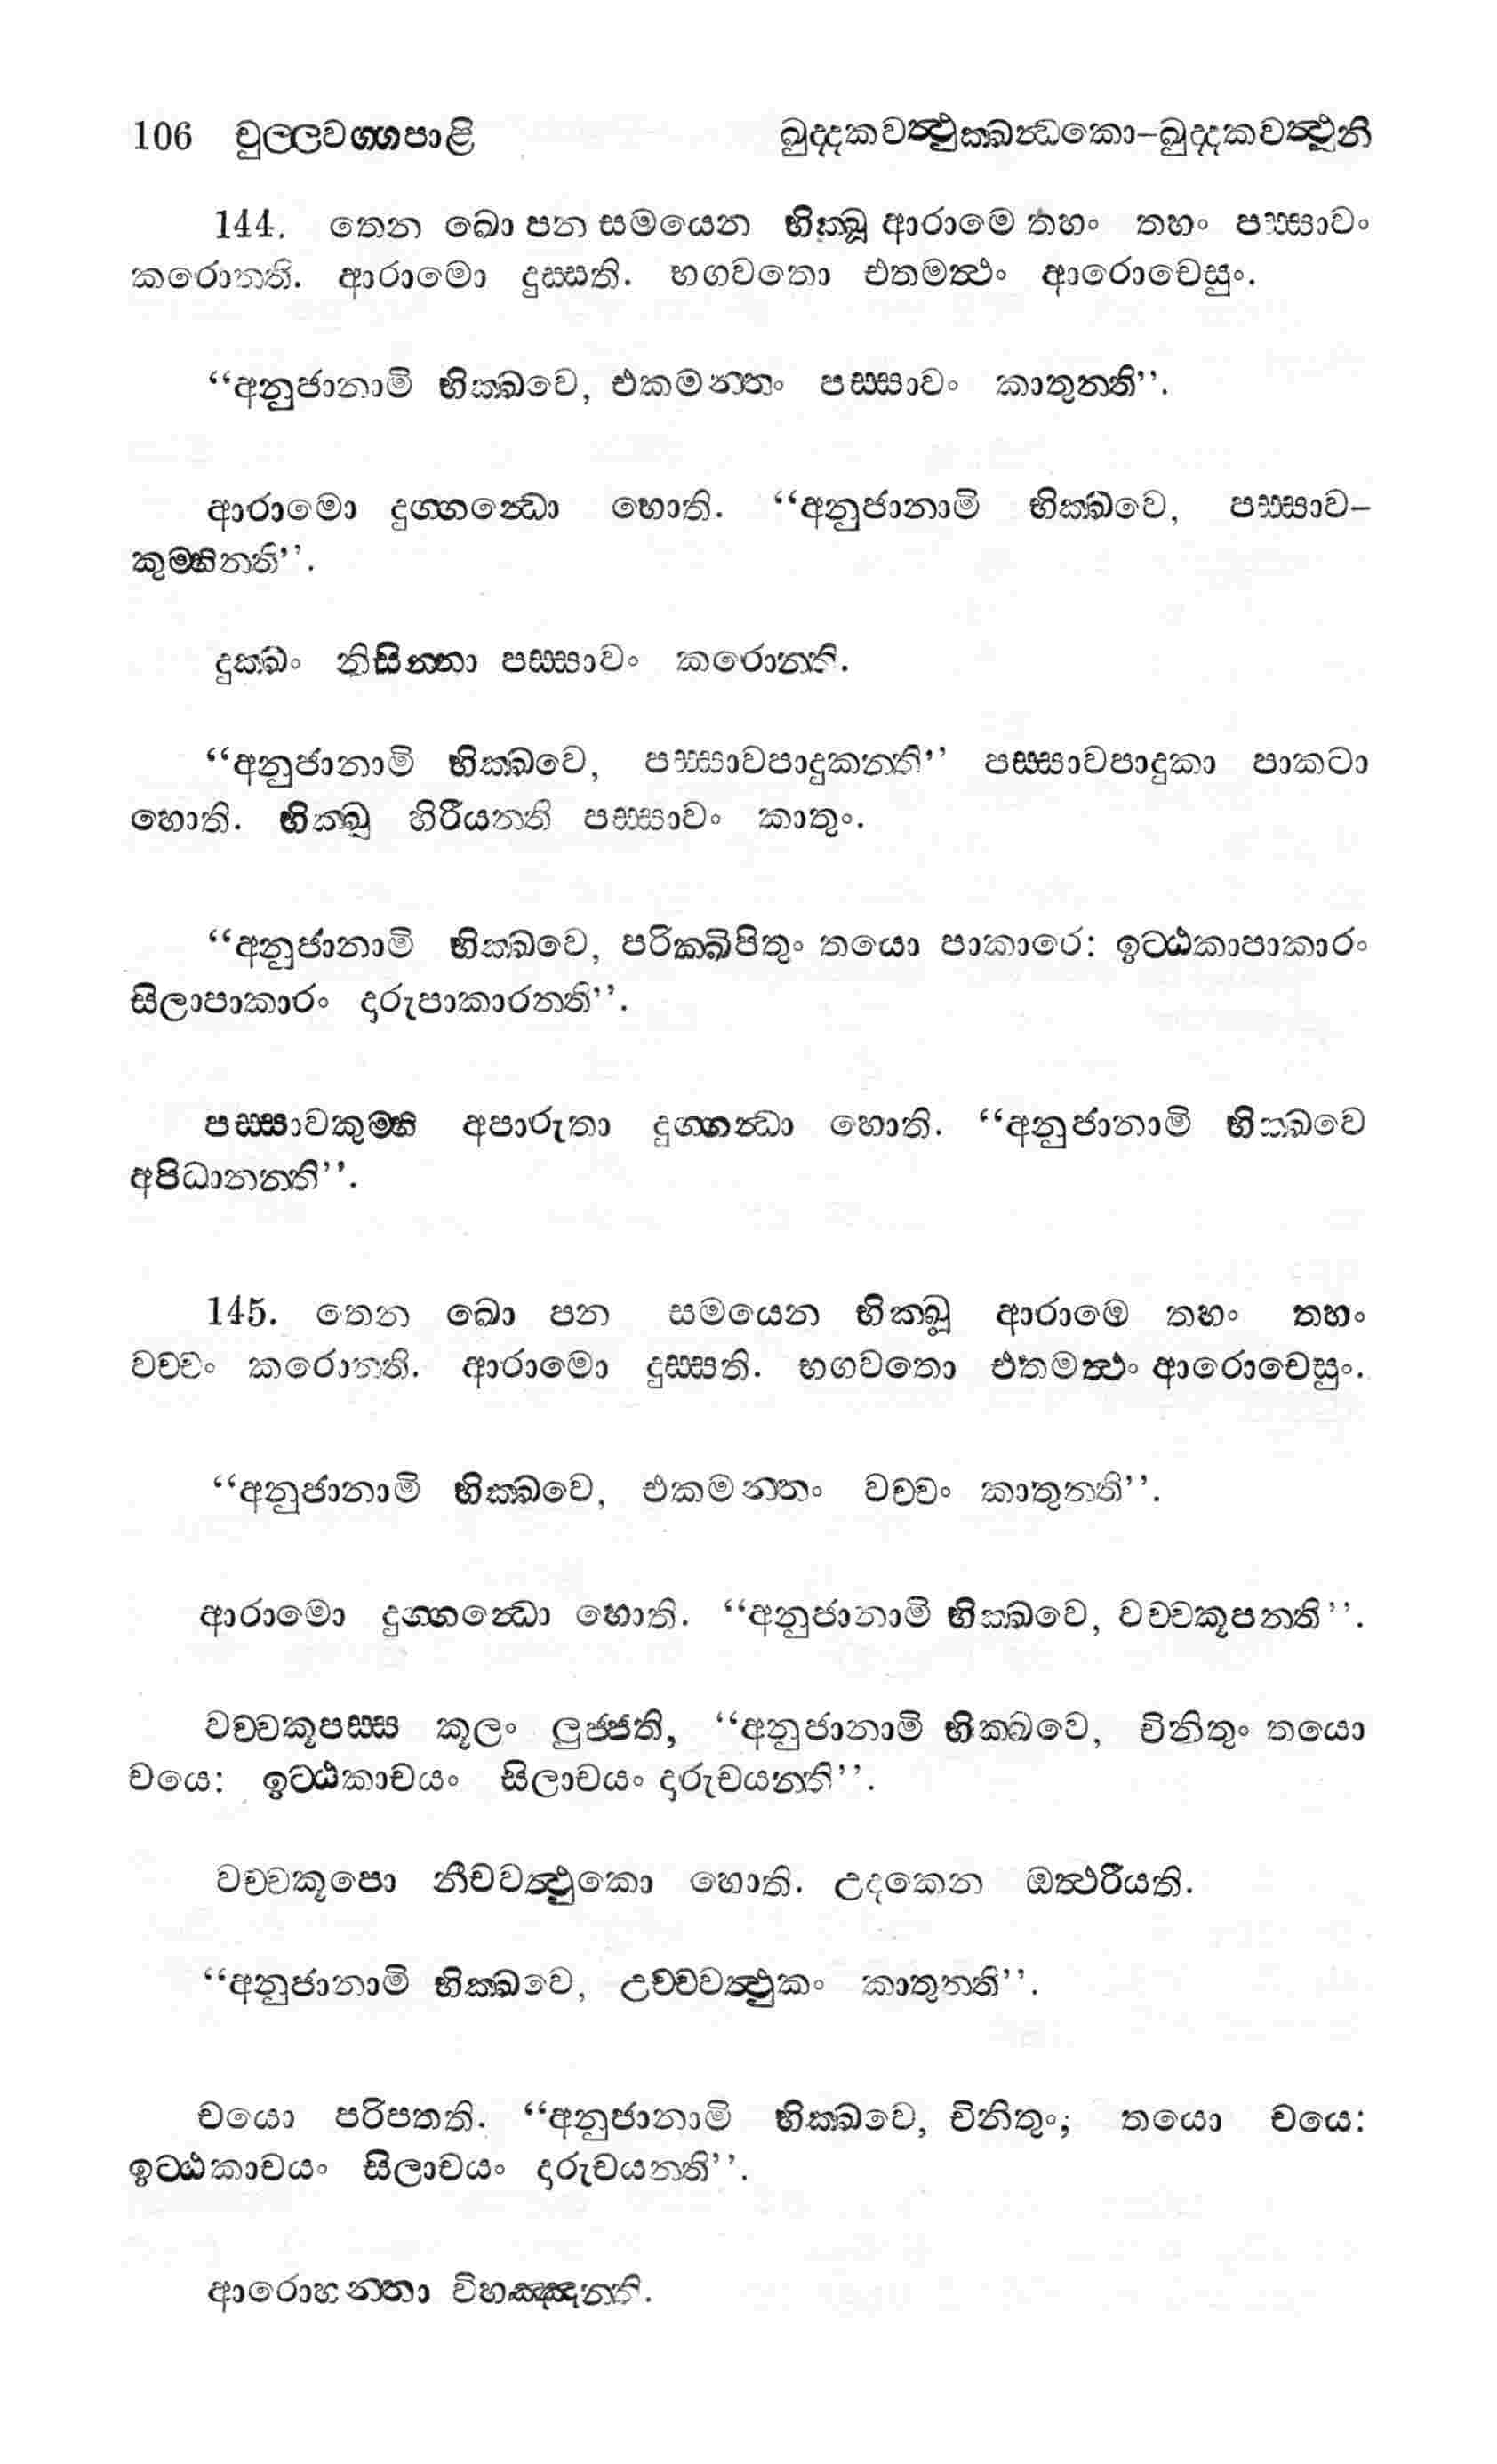 106 චුල්ලවග්ගපාළි ඛුද්දකවත්ථුක්ඛන්ධකො–ඛුද්දකවත්ථූනි
144. තෙන ඛො පන සමයෙන භික්ඛූ ආරාමෙ තහං තහං පස්සාවං
කරොන්ති. ආරාමො දුස්සති. භගවතො එතමත්ථං ආරොචෙසුං.
“අනුජානාමි භික්ඛවෙ, එකමන්තං පස්සාවං කාතුන්ති”.
ආරාමො දුග්ගන්ධො හොති. “අනුජානාමි භික්ඛවෙ, පස්සාව–
කුම්භින්ති”.
දුක්ඛං නිසින්නා පස්සාවං කරොන්ති.
“අනුජානාමි භික්ඛවෙ, පස්සාවපාදුකන්ති” පස්සාවපාදුකා පාකටා
හොති. භික්ඛු හිරීයන්ති පස්සාවං කාතුං.
“අනුජානාමි භික්ඛවෙ, පරික්ඛිපිතුං තයො පාකාරෙ: ඉට්ඨකාපාකාරං
සිලාපාකාරං දාරුපාකාරන්ති”.
පස්සාවකුම්භි අපාරුතා දුග්ගන්ධා හොති. “අනුජානාමි භික්ඛවෙ
අපිධානන්ති”.
145. තෙන ඛො පන සමයෙන භික්ඛූ ආරාමෙ තහං තහං
වච්චං කරොන්ති. ආරාමො දුස්සති. භගවතො එතමත්ථං ආරොචෙසුං.
“අනුජානාමි භික්ඛවෙ, එකමන්තං වච්චං කාතුන්ති”.
ආරාමො දුග්ගන්ධො හොති. “අනුජානාමි භික්ඛවෙ, වච්චකූපන්ති”.
වච්චකූපස්ස කූලං ලුජ්ජති, “අනුජානාමි භික්ඛවෙ, චිනිතුං තයො
චයෙ: ඉට්ඨකාචයං සිලාචයං දාරුචයන්ති”.
වච්චකූපො නීචවත්ථුකො හොති. උදකෙන ඔත්ථරීයති.
“අනුජානාමි භික්ඛවෙ, උච්චවත්ථුකං කාතුන්ති”.
චයො පරිපතති. “අනුජානාමි භික්ඛවෙ, චිනිතුං; තයො චයෙ:
ඉට්ඨකාචයං සිලාචයං දාරුචයන්ති”.
ආරොහන්තා විහඤ්ඤන්ති.